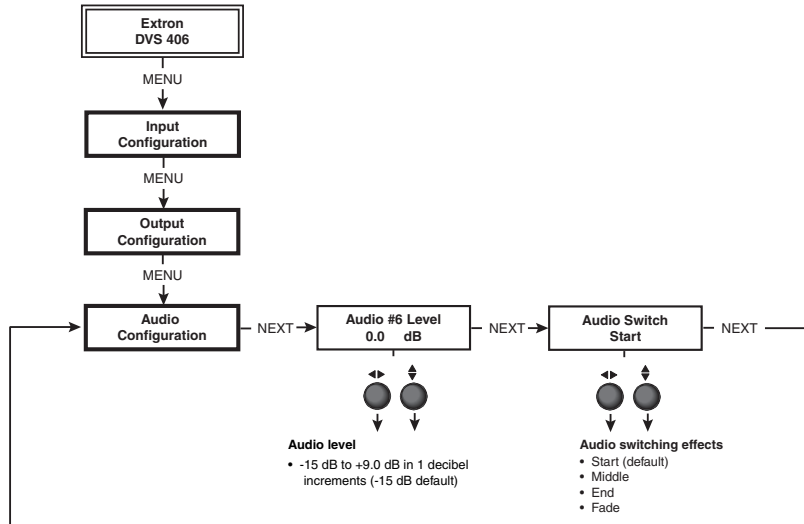 Extron
DVS 406
MENU
Input
Configuration
MENU
Output
Configuration
MENU
Audio
Configuration
NEXT
Audio #6 Level
0.0 dB
NEXT
Audio Switch
Start
NEXT
Audio level
• -15 dB to +9.0 dB in 1 decibel
increments (-15 dB default)
Audio switching effects
• Start (default)
• Middle
• End
• Fade